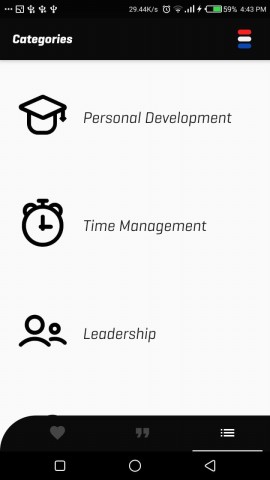 29.44K/s 59% 4:43 PM
Categories
Personal Development
Time Management
Leadership